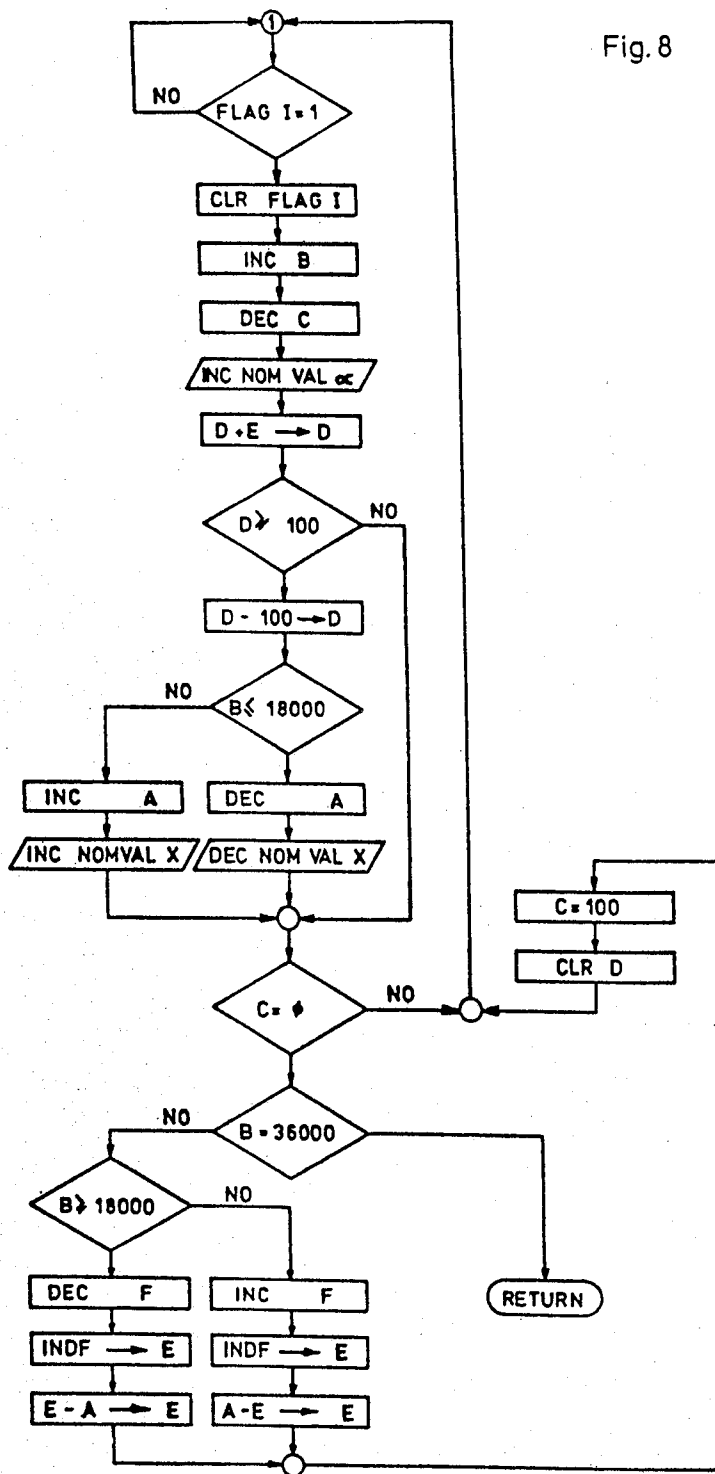 1
Fig. 8
NO
FLAG I=1
CLR FLAG I
INC B
DEC C
INC NOM VAL ∝
D+E → D
D ⩾ 100
NO
D - 100 → D
NO
B ⩽ 18000
INC A
DEC A
INC NOMVAL X
DEC NOM VAL X
C=100
CLR D
C= ϕ
NO
NO
B = 36000
B ⩾ 18000
NO
DEC F
INC F
RETURN
INDF → E
INDF → E
E-A → E
A-E → E